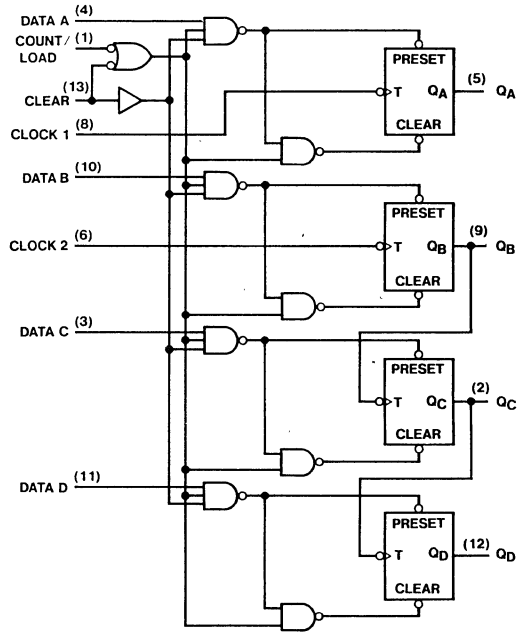 DATA A (4)
COUNT/ (1)
LOAD
PRESET
(5)
T QA QA
CLEAR (13)
CLOCK 1 (8)
CLEAR
DATA B (10)
PRESET
(9)
CLOCK 2 (6) T QB QB
CLEAR
DATA C (3)
PRESET
(2)
T QC QC
CLEAR
DATA D (11)
PRESET
(12)
T QD QD
CLEAR